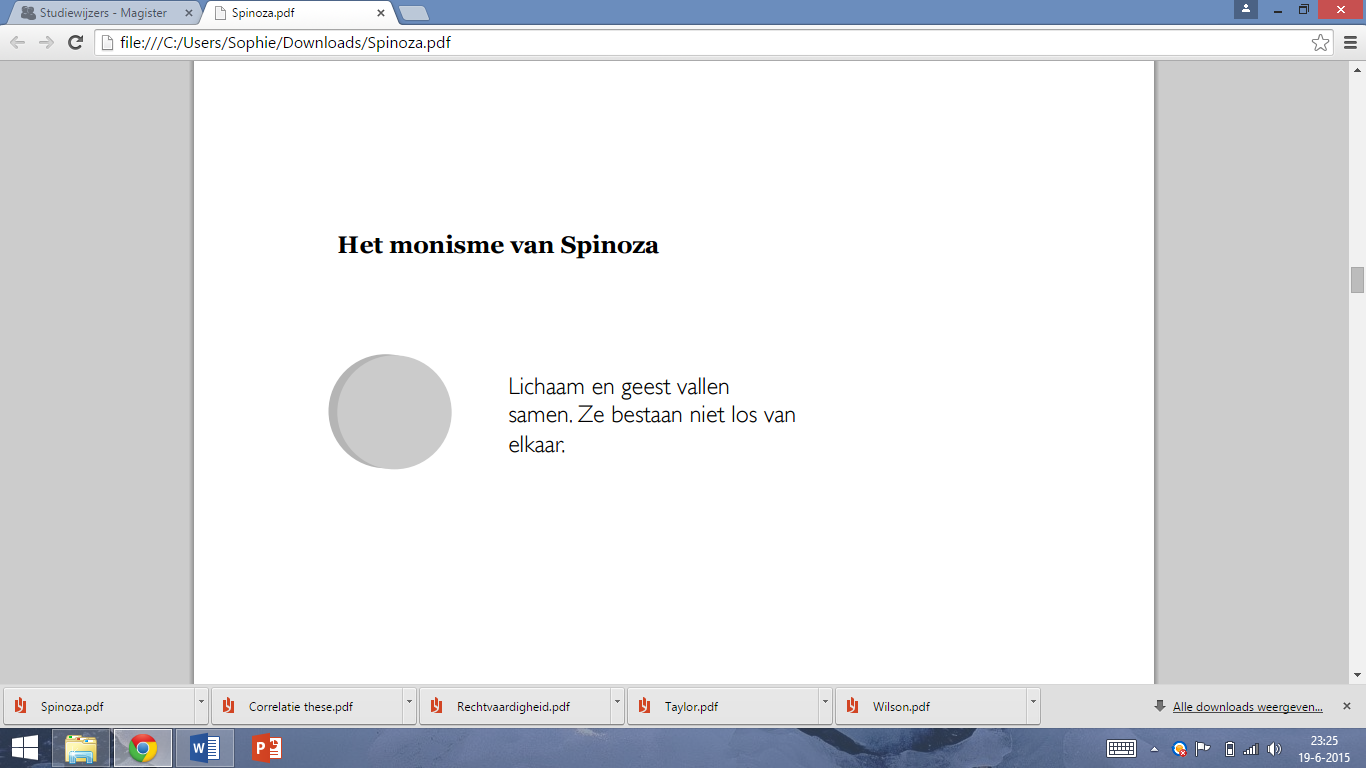 Studiewijzers - Magister
Spinoza.pdf
file:///C:/Users/Sophie/Downloads/Spinoza.pdf
Het monisme van Spinoza
Lichaam en geest vallen
samen. Ze bestaan niet los van
elkaar.
Spinoza.pdf
Correlatie these.pdf
Rechtvaardigheid.pdf
Taylor.pdf
Wilson.pdf
Alle downloads weergeven...
23:25
19-6-2015